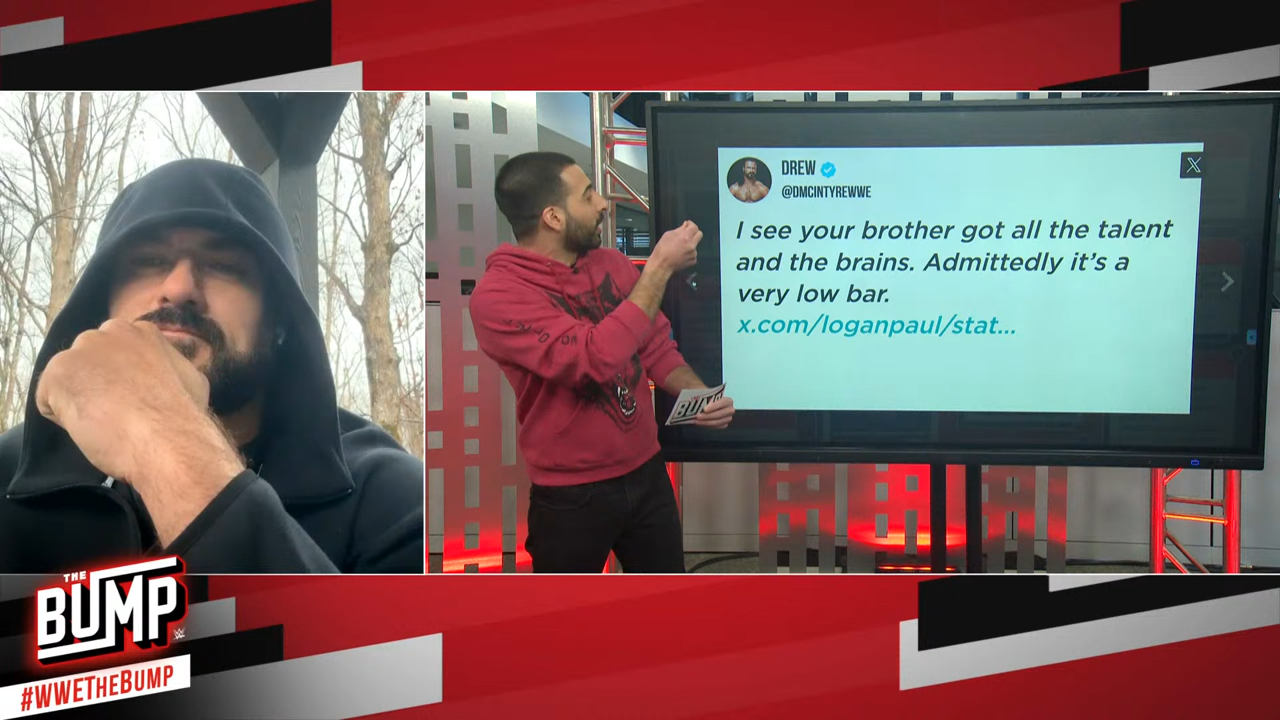 DREW
@DMCINTYREWWE
X
I see your brother got all the talent
and the brains. Admittedly it's a
very low bar.
x.com/loganpaul/stat...
BUMP
THE
BUMP
#WWETHEBUMP